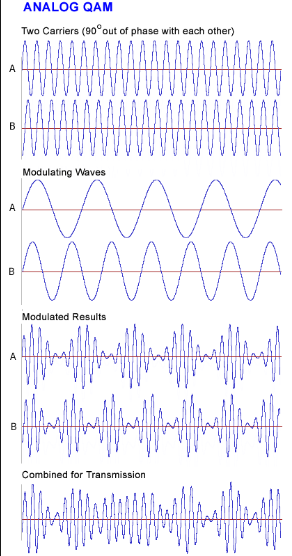 ANALOG QAM
Two Carriers (90° out of phase with each other)
A
B
Modulating Waves
A
B
Modulated Results
A
B
Combined for Transmission